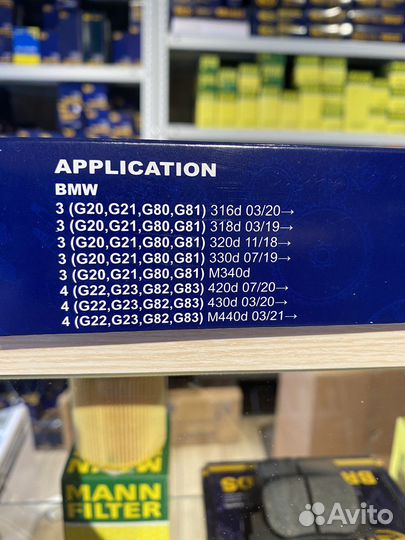 APPLICATION
BMW
3 (G20,G21,G80,G81) 316d 03/20→
3 (G20,G21,G80,G81) 318d 03/19→
3 (G20,G21,G80,G81) 320d 11/18→
3 (G20,G21,G80,G81) 330d 07/19→
3 (G20,G21,G80,G81) M340d
4 (G22,G23,G82,G83) 420d 07/20→
4 (G22,G23,G82,G83) 430d 03/20→
4 (G22,G23,G82,G83) M440d 03/21→
MANN
FILTER
Avito